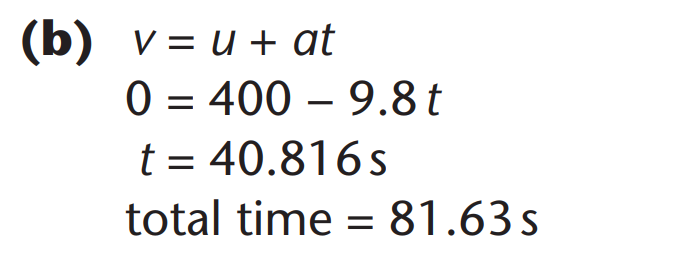 (b) v = u + at
0 = 400 – 9.8 t
t = 40.816 s
total time = 81.63 s